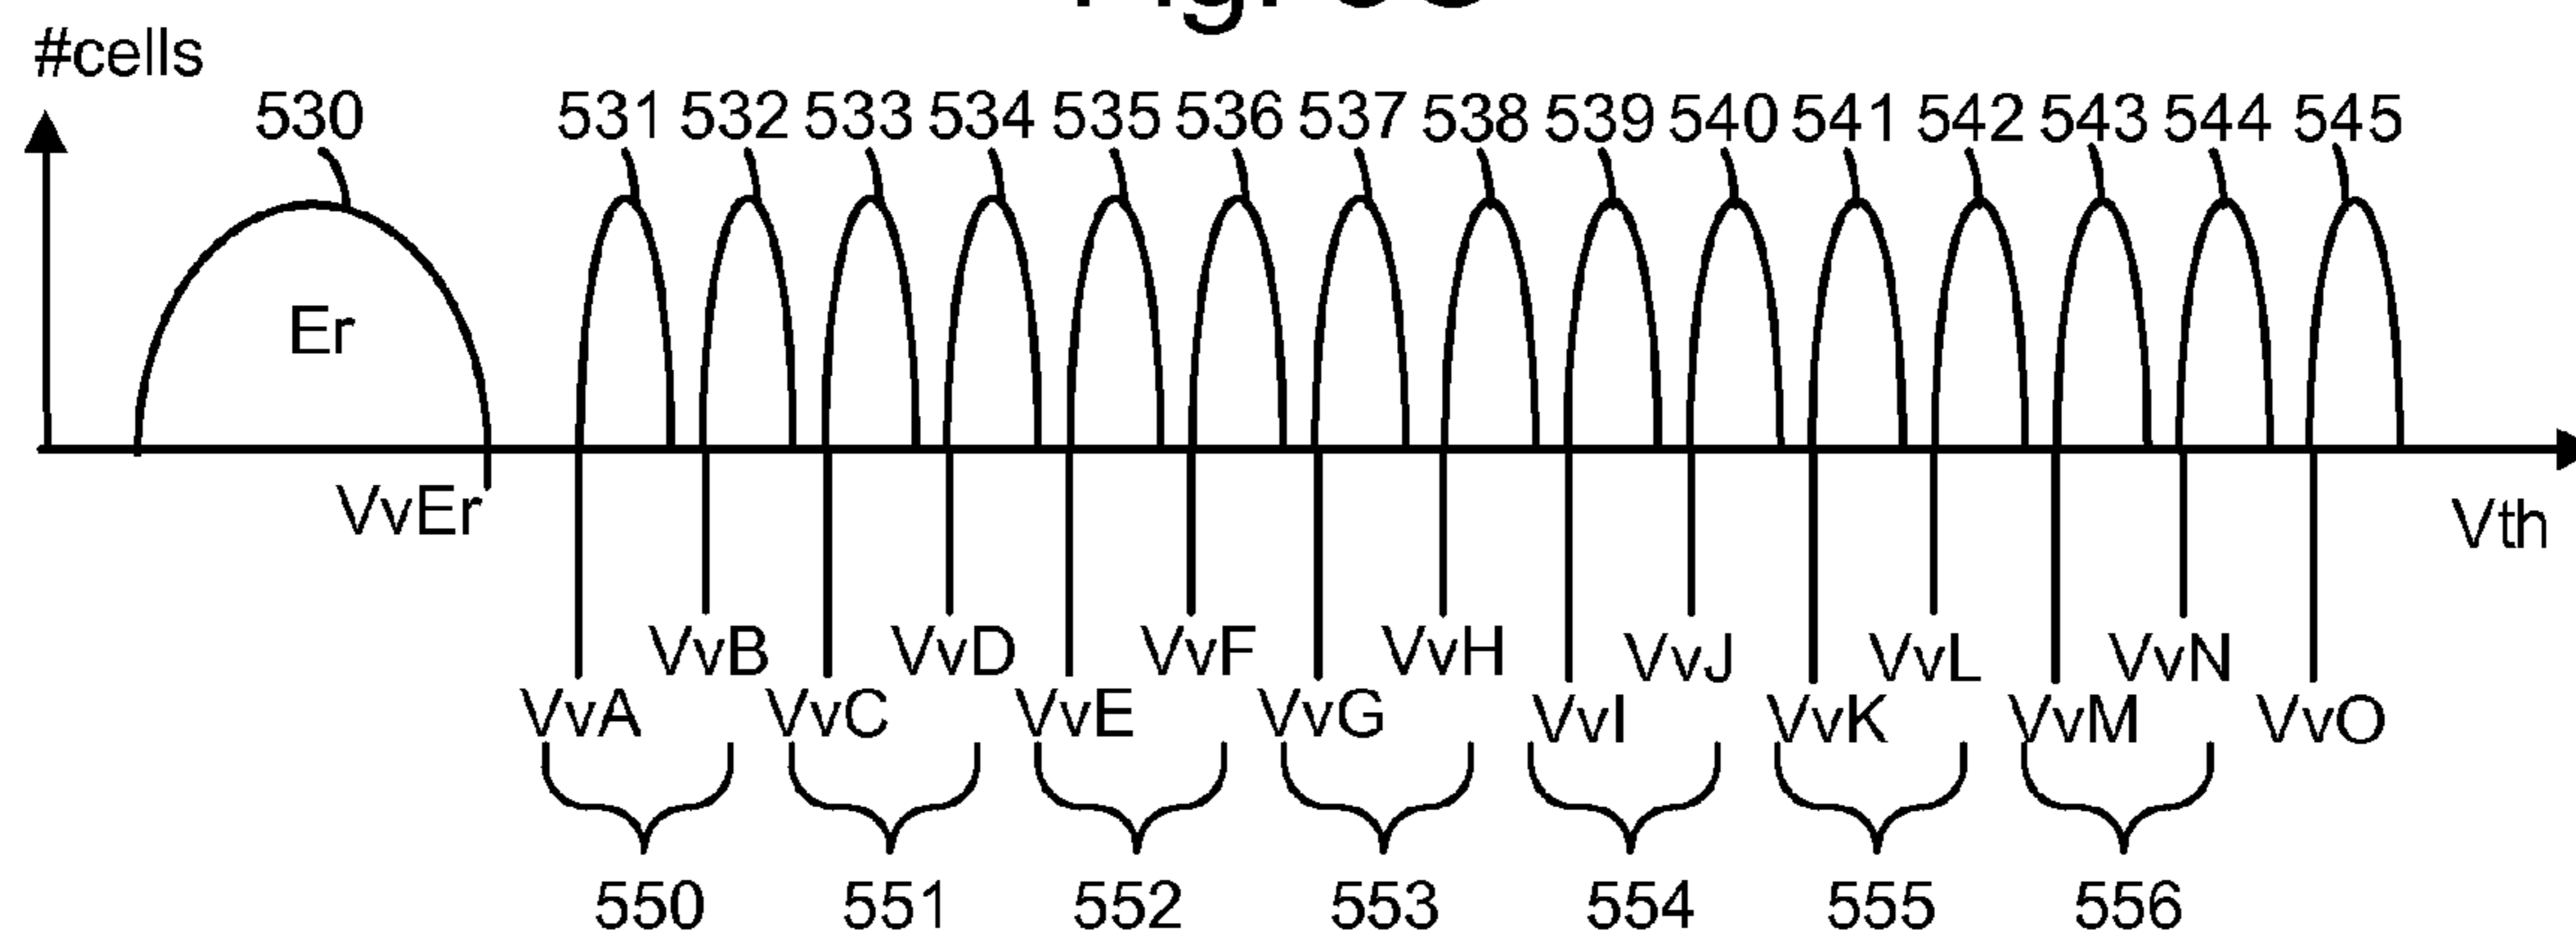 #cells
530 531 532 533 534 535 536 537 538 539 540 541 542 543 544 545
Er
VvEr Vth
VvB VvD VvF VvH VvJ VvL VvN
VvA VvC VvE VvG VvI VvK VvM VvO
550 551 552 553 554 555 556